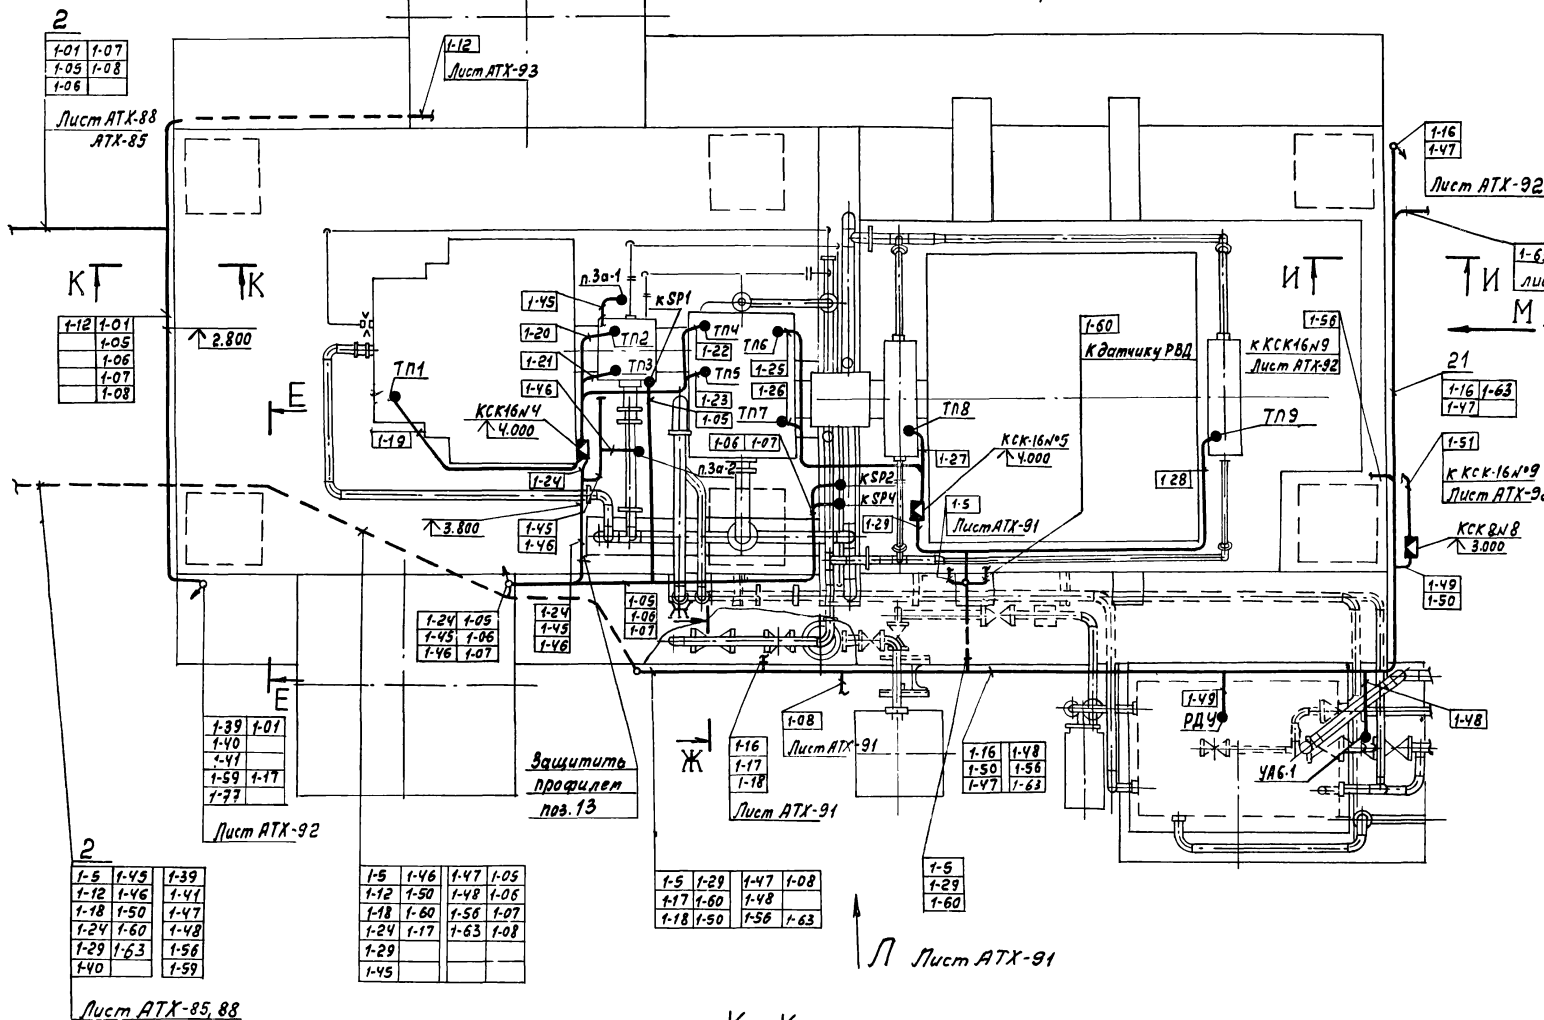 2
1-01 1-07
1-05 1-08
1-06
Лист АТХ-88
АТХ-85
1-12
Лист АТХ-93
1-16
1-47
Лист АТХ-92
К К
И И
М
1-12 1-01
1-05
1-06
1-07
1-08
2.800
п.3а-1
кSP1
1-45
1-20
1-21
1-46
ТП2
ТП3
ТП4
1-22
ТП5
1-23
1-05
ТП6
1-25
1-26
ТП7
1-06 1-07
1-60
К датчику РВД
1-56
к КСК16№9
Лист АТХ-92
21
1-16 1-63
1-47
ТП1
Е
1-19
КСК16№4
4.000
1-24
п.3а-2
ТП8
1-27
КСК-16№5
4.000
ТП9
1-28
1-51
к КСК-16№9
кSP2
кSP4
1-29
1-5
Лист АТХ-91
КСК8№8
3.000
1-49
1-50
3.800
1-45
1-46
1-24 1-05
1-45 1-06
1-46 1-07
1-24
1-45
1-46
1-05
1-06
1-07
Е
1-39 1-01
1-40
1-41
1-59 1-17
1-77
Лист АТХ-92
Защитить
профилем
поз.13
Ж
1-16
1-17
1-18
Лист АТХ-91
1-08
Лист АТХ-91
1-16 1-48
1-50 1-56
1-47 1-63
1-49
РДУ
УА6.1
1-48
2
1-5 1-45 1-39
1-12 1-46 1-41
1-18 1-50 1-47
1-24 1-60 1-48
1-29 1-63 1-56
1-40 1-59
Лист АТХ-85,88
1-5 1-46 1-47 1-05
1-12 1-50 1-48 1-06
1-18 1-60 1-56 1-07
1-24 1-17 1-63 1-08
1-29
1-45
1-5 1-29 1-47 1-08
1-17 1-60 1-48
1-18 1-50 1-56 1-63
1-5
1-29
1-60
Л Лист АТХ-91